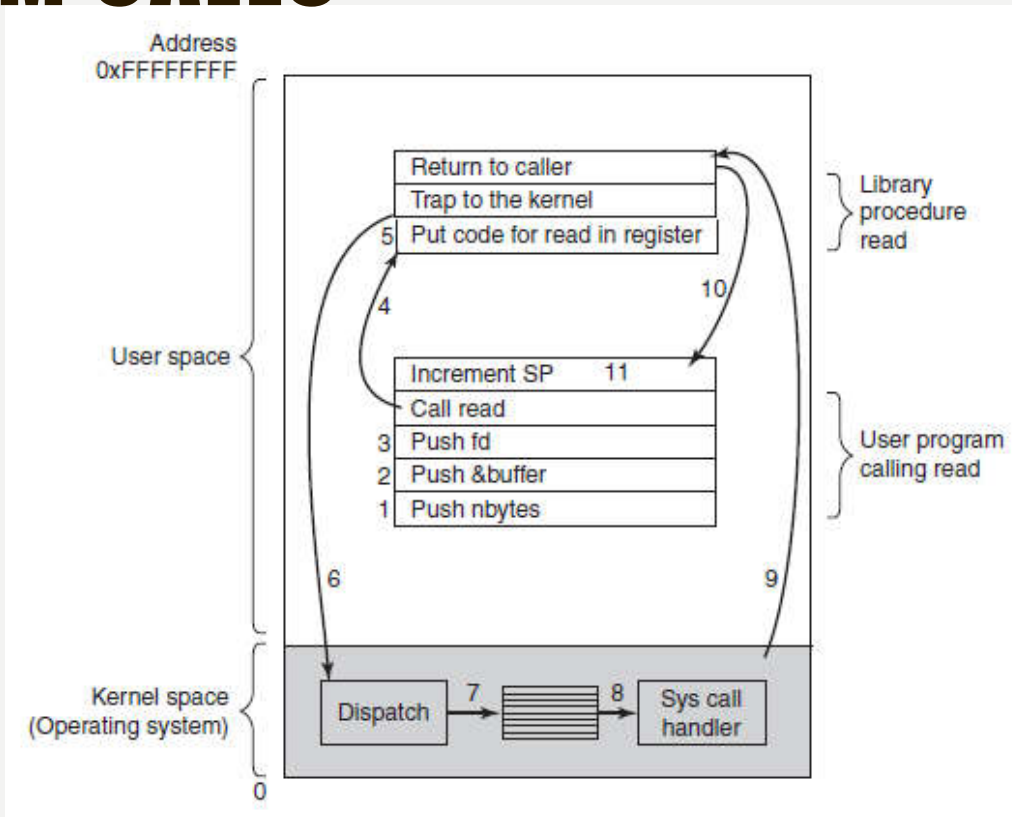 M CALLS
Address
0xFFFFFFFF
Return to caller
Trap to the kernel
5 Put code for read in register
Library
procedure
read
4
10
User space
Increment SP 11
Call read
3 Push fd
2 Push &buffer
1 Push nbytes
User program
calling read
6
9
Kernel space
(Operating system)
Dispatch
7
8
Sys call
handler
0